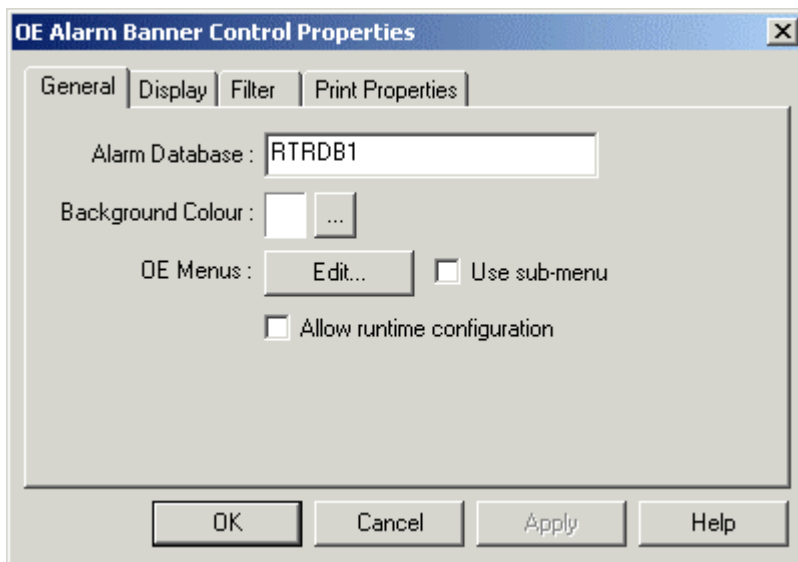 OE Alarm Banner Control Properties
General Display Filter Print Properties
Alarm Database : RTRDB1
Background Colour : ...
OE Menus : Edit... Use sub-menu
Allow runtime configuration
OK Cancel Apply Help